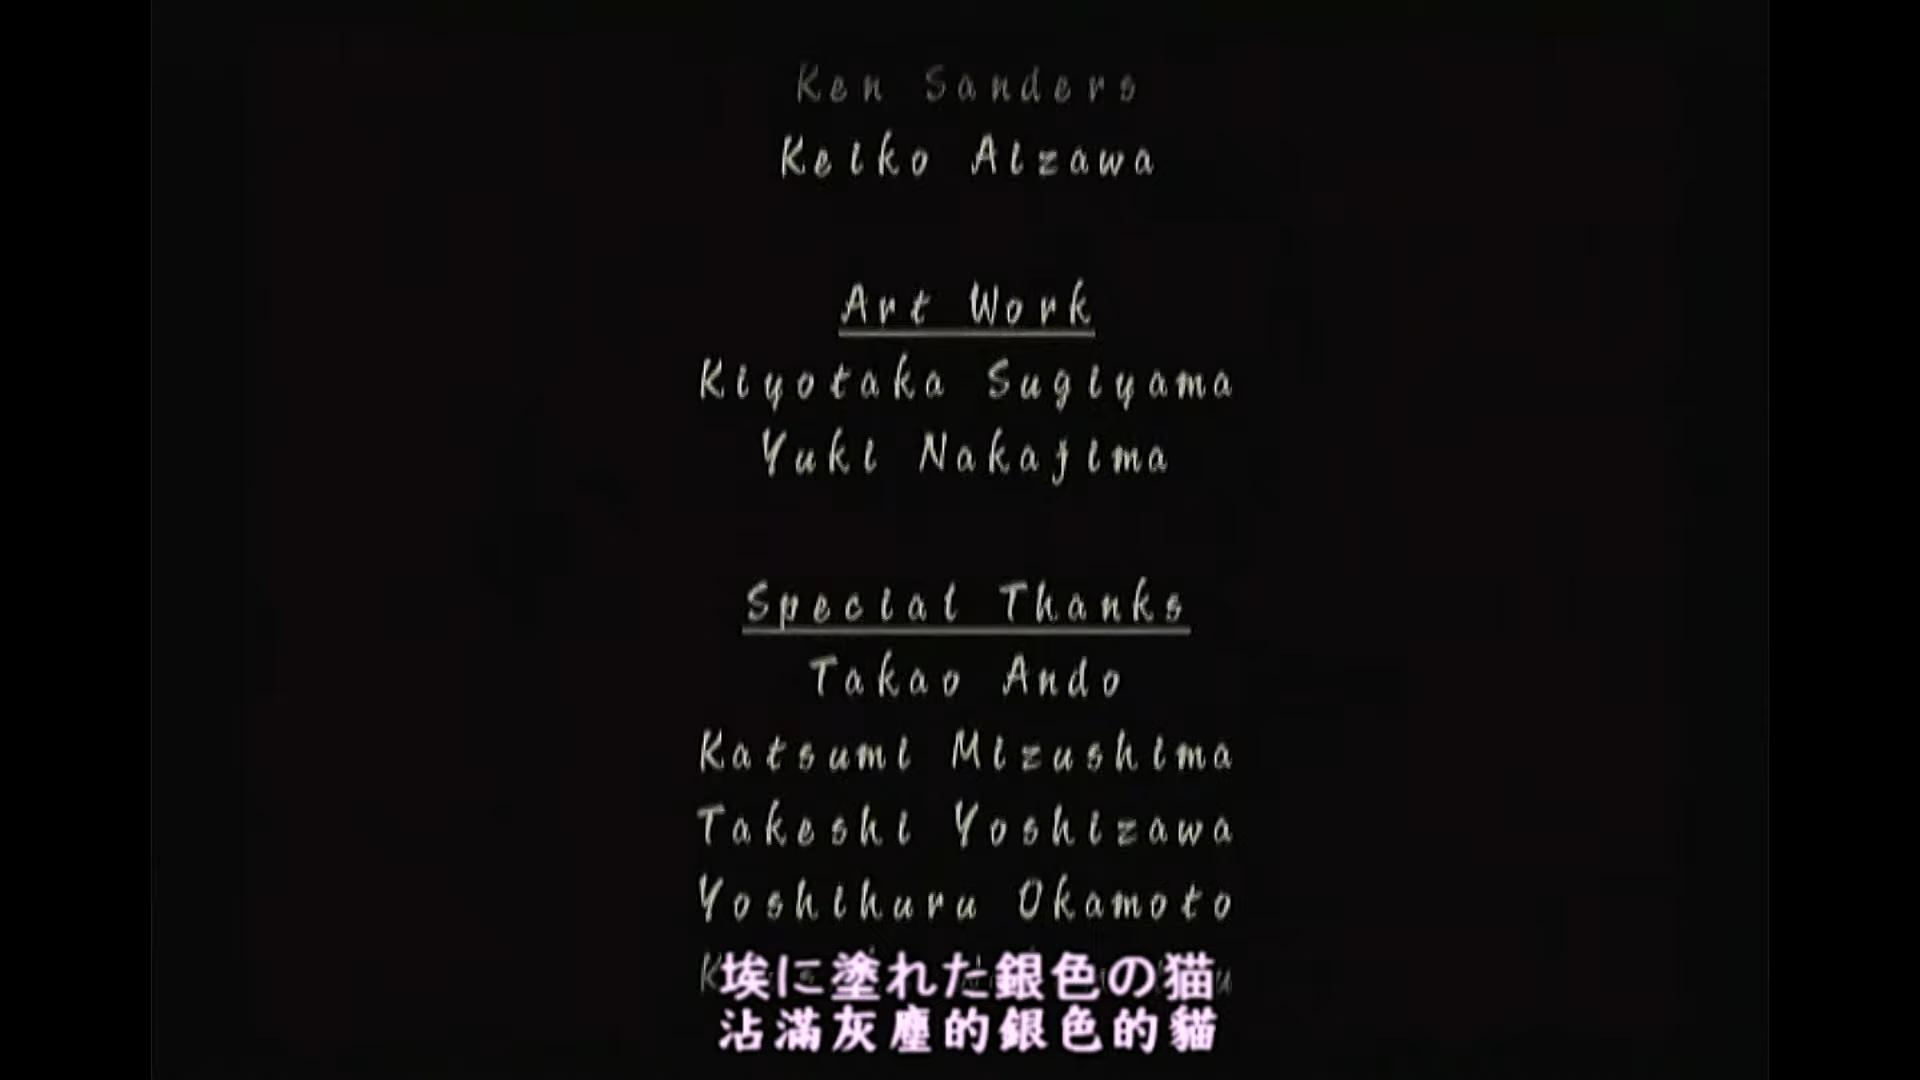 Ken Sanders
Keiko Aizawa
Art Work
Kiyotaka Sugiyama
Yuki Nakajima
Special Thanks
Takao Ando
Katsumi Mizushima
Takeshi Yoshizawa
Yoshihuru Okamoto
埃に塗れた銀色の猫
沾滿灰塵的銀色的貓